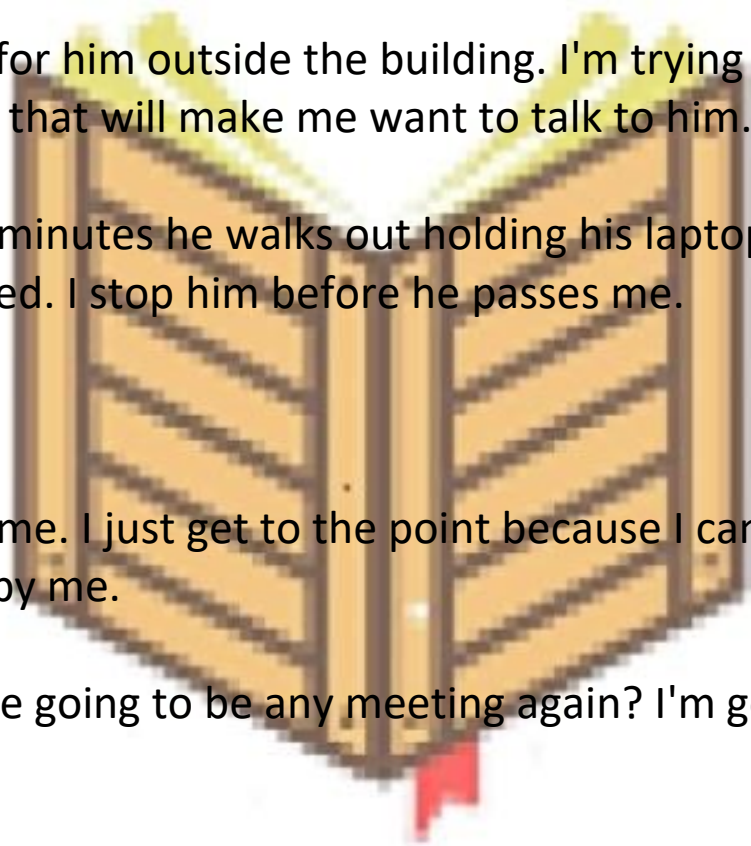 for him outside the building. I'm trying
that will make me want to talk to him.
minutes he walks out holding his laptop
ed. I stop him before he passes me.
me. I just get to the point because I can
by me.
e going to be any meeting again? I'm g